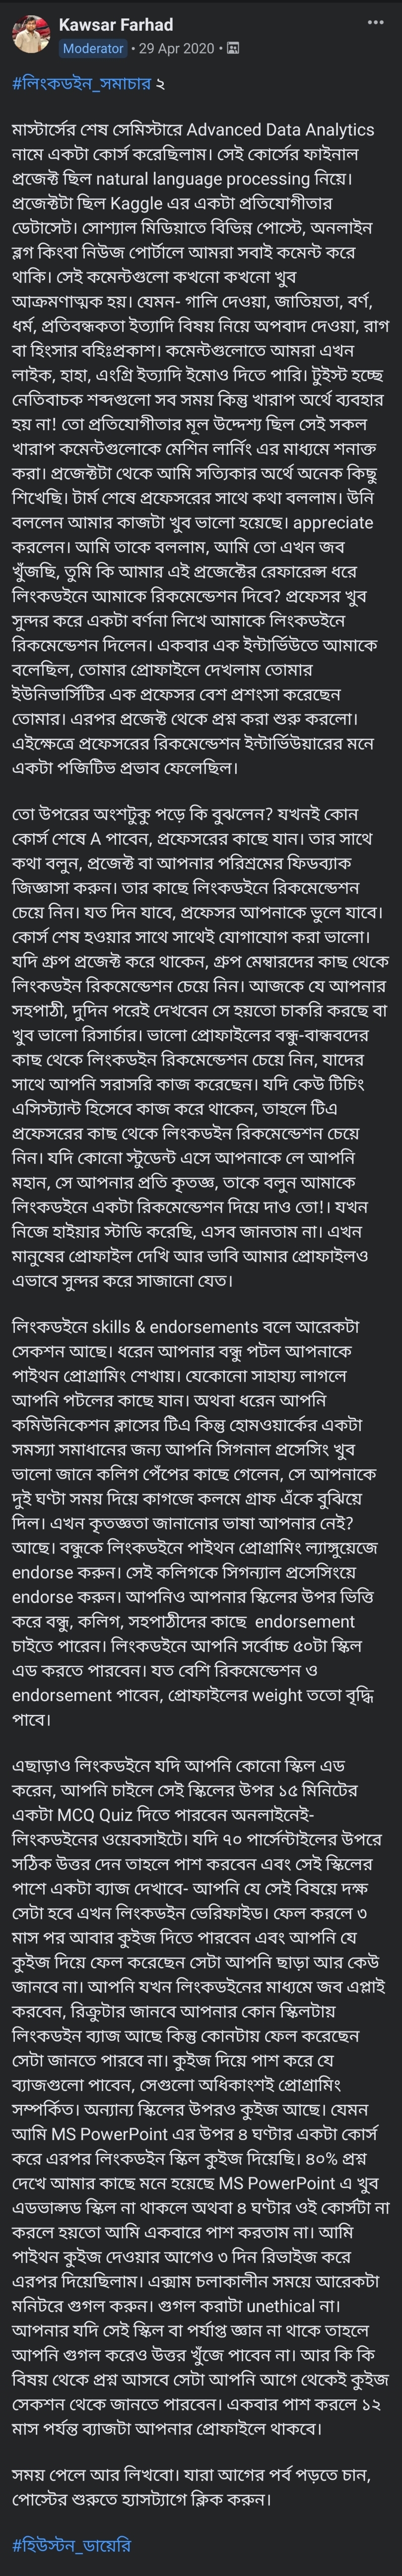 Kawsar Farhad
Moderator • 29 Apr 2020 •
#লিংকডইন_সমাচার ২
মাস্টার্সের শেষ সেমিস্টারে Advanced Data Analytics
নামে একটা কোর্স করেছিলাম। সেই কোর্সের ফাইনাল
প্রজেক্ট ছিল natural language processing নিয়ে।
প্রজেক্টটা ছিল Kaggle এর একটা প্রতিযোগীতার
ডেটাসেট। সোশ্যাল মিডিয়াতে বিভিন্ন পোস্টে, অনলাইন
ব্লগ কিংবা নিউজ পোর্টালে আমরা সবাই কমেন্ট করে
থাকি। সেই কমেন্টগুলো কখনো কখনো খুব
আক্রমণাত্মক হয়। যেমন- গালি দেওয়া, জাতিয়তা, বর্ণ,
ধর্ম, প্রতিবন্ধকতা ইত্যাদি বিষয় নিয়ে অপবাদ দেওয়া, রাগ
বা হিংসার বহিঃপ্রকাশ। কমেন্টগুলোতে আমরা এখন
লাইক, হাহা, এংগ্রি ইত্যাদি ইমোও দিতে পারি। টুইস্ট হচ্ছে
নেতিবাচক শব্দগুলো সব সময় কিন্তু খারাপ অর্থে ব্যবহার
হয় না! তো প্রতিযোগীতার মূল উদ্দেশ্য ছিল সেই সকল
খারাপ কমেন্টগুলোকে মেশিন লার্নিং এর মাধ্যমে শনাক্ত
করা। প্রজেক্টটা থেকে আমি সত্যিকার অর্থে অনেক কিছু
শিখেছি। টার্ম শেষে প্রফেসরের সাথে কথা বললাম। উনি
বললেন আমার কাজটা খুব ভালো হয়েছে। appreciate
করলেন। আমি তাকে বললাম, আমি তো এখন জব
খুঁজছি, তুমি কি আমার এই প্রজেক্টের রেফারেন্স ধরে
লিংকডইনে আমাকে রিকমেন্ডেশন দিবে? প্রফেসর খুব
সুন্দর করে একটা বর্ণনা লিখে আমাকে লিংকডইনে
রিকমেন্ডেশন দিলেন। একবার এক ইন্টার্ভিউতে আমাকে
বলেছিল, তোমার প্রোফাইলে দেখলাম তোমার
ইউনিভার্সিটির এক প্রফেসর বেশ প্রশংসা করেছেন
তোমার। এরপর প্রজেক্ট থেকে প্রশ্ন করা শুরু করলো।
এইক্ষেত্রে প্রফেসরের রিকমেন্ডেশন ইন্টার্ভিউয়ারের মনে
একটা পজিটিভ প্রভাব ফেলেছিল।
তো উপরের অংশটুকু পড়ে কি বুঝলেন? যখনই কোন
কোর্স শেষে A পাবেন, প্রফেসরের কাছে যান। তার সাথে
কথা বলুন, প্রজেক্ট বা আপনার পরিশ্রমের ফিডব্যাক
জিজ্ঞাসা করুন। তার কাছে লিংকডইনে রিকমেন্ডেশন
চেয়ে নিন। যত দিন যাবে, প্রফেসর আপনাকে ভুলে যাবে।
কোর্স শেষ হওয়ার সাথে সাথেই যোগাযোগ করা ভালো।
যদি গ্রুপ প্রজেক্ট করে থাকেন, গ্রুপ মেম্বারদের কাছ থেকে
লিংকডইন রিকমেন্ডেশন চেয়ে নিন। আজকে যে আপনার
সহপাঠী, দুদিন পরেই দেখবেন সে হয়তো চাকরি করছে বা
খুব ভালো রিসার্চার। ভালো প্রোফাইলের বন্ধু-বান্ধবদের
কাছ থেকে লিংকডইন রিকমেন্ডেশন চেয়ে নিন, যাদের
সাথে আপনি সরাসরি কাজ করেছেন। যদি কেউ টিচিং
এসিস্ট্যান্ট হিসেবে কাজ করে থাকেন, তাহলে টিএ
প্রফেসরের কাছ থেকে লিংকডইন রিকমেন্ডেশন চেয়ে
নিন। যদি কোনো স্টুডেন্ট এসে আপনাকে লে আপনি
মহান, সে আপনার প্রতি কৃতজ্ঞ, তাকে বলুন আমাকে
লিংকডইনে একটা রিকমেন্ডেশন দিয়ে দাও তো!। যখন
নিজে হাইয়ার স্টাডি করেছি, এসব জানতাম না। এখন
মানুষের প্রোফাইল দেখি আর ভাবি আমার প্রোফাইলও
এভাবে সুন্দর করে সাজানো যেত।
লিংকডইনে skills & endorsements বলে আরেকটা
সেকশন আছে। ধরেন আপনার বন্ধু পটল আপনাকে
পাইথন প্রোগ্রামিং শেখায়। যেকোনো সাহায্য লাগলে
আপনি পটলের কাছে যান। অথবা ধরেন আপনি
কমিউনিকেশন ক্লাসের টিএ কিন্তু হোমওয়ার্কের একটা
সমস্যা সমাধানের জন্য আপনি সিগনাল প্রসেসিং খুব
ভালো জানে কলিগ পেঁপের কাছে গেলেন, সে আপনাকে
দুই ঘণ্টা সময় দিয়ে কাগজে কলমে গ্রাফ এঁকে বুঝিয়ে
দিল। এখন কৃতজ্ঞতা জানানোর ভাষা আপনার নেই?
আছে। বন্ধুকে লিংকডইনে পাইথন প্রোগ্রামিং ল্যাঙ্গুয়েজে
endorse করুন। সেই কলিগকে সিগন্যাল প্রসেসিংয়ে
endorse করুন। আপনিও আপনার স্কিলের উপর ভিত্তি
করে বন্ধু, কলিগ, সহপাঠীদের কাছে endorsement
চাইতে পারেন। লিংকডইনে আপনি সর্বোচ্চ ৫০টা স্কিল
এড করতে পারবেন। যত বেশি রিকমেন্ডেশন ও
endorsement পাবেন, প্রোফাইলের weight ততো বৃদ্ধি
পাবে।
এছাড়াও লিংকডইনে যদি আপনি কোনো স্কিল এড
করেন, আপনি চাইলে সেই স্কিলের উপর ১৫ মিনিটের
একটা MCQ Quiz দিতে পারবেন অনলাইনেই-
লিংকডইনের ওয়েবসাইটে। যদি ৭০ পার্সেন্টাইলের উপরে
সঠিক উত্তর দেন তাহলে পাশ করবেন এবং সেই স্কিলের
পাশে একটা ব্যাজ দেখাবে- আপনি যে সেই বিষয়ে দক্ষ
সেটা হবে এখন লিংকডইন ভেরিফাইড। ফেল করলে ৩
মাস পর আবার কুইজ দিতে পারবেন এবং আপনি যে
কুইজ দিয়ে ফেল করেছেন সেটা আপনি ছাড়া আর কেউ
জানবে না। আপনি যখন লিংকডইনের মাধ্যমে জব এপ্লাই
করবেন, রিক্রুটার জানবে আপনার কোন স্কিলটায়
লিংকডইন ব্যাজ আছে কিন্তু কোনটায় ফেল করেছেন
সেটা জানতে পারবে না। কুইজ দিয়ে পাশ করে যে
ব্যাজগুলো পাবেন, সেগুলো অধিকাংশই প্রোগ্রামিং
সম্পর্কিত। অন্যান্য স্কিলের উপরও কুইজ আছে। যেমন
আমি MS PowerPoint এর উপর ৪ ঘণ্টার একটা কোর্স
করে এরপর লিংকডইন স্কিল কুইজ দিয়েছি। ৪০% প্রশ্ন
দেখে আমার কাছে মনে হয়েছে MS PowerPoint এ খুব
এডভান্সড স্কিল না থাকলে অথবা ৪ ঘণ্টার ওই কোর্সটা না
করলে হয়তো আমি একবারে পাশ করতাম না। আমি
পাইথন কুইজ দেওয়ার আগেও ৩ দিন রিভাইজ করে
এরপর দিয়েছিলাম। এক্সাম চলাকালীন সময়ে আরেকটা
মনিটরে গুগল করুন। গুগল করাটা unethical না।
আপনার যদি সেই স্কিল বা পর্যাপ্ত জ্ঞান না থাকে তাহলে
আপনি গুগল করেও উত্তর খুঁজে পাবেন না। আর কি কি
বিষয় থেকে প্রশ্ন আসবে সেটা আপনি আগে থেকেই কুইজ
সেকশন থেকে জানতে পারবেন। একবার পাশ করলে ১২
মাস পর্যন্ত ব্যাজটা আপনার প্রোফাইলে থাকবে।
সময় পেলে আর লিখবো। যারা আগের পর্ব পড়তে চান,
পোস্টের শুরুতে হ্যাসট্যাগে ক্লিক করুন।
#হিউস্টন_ডায়েরি